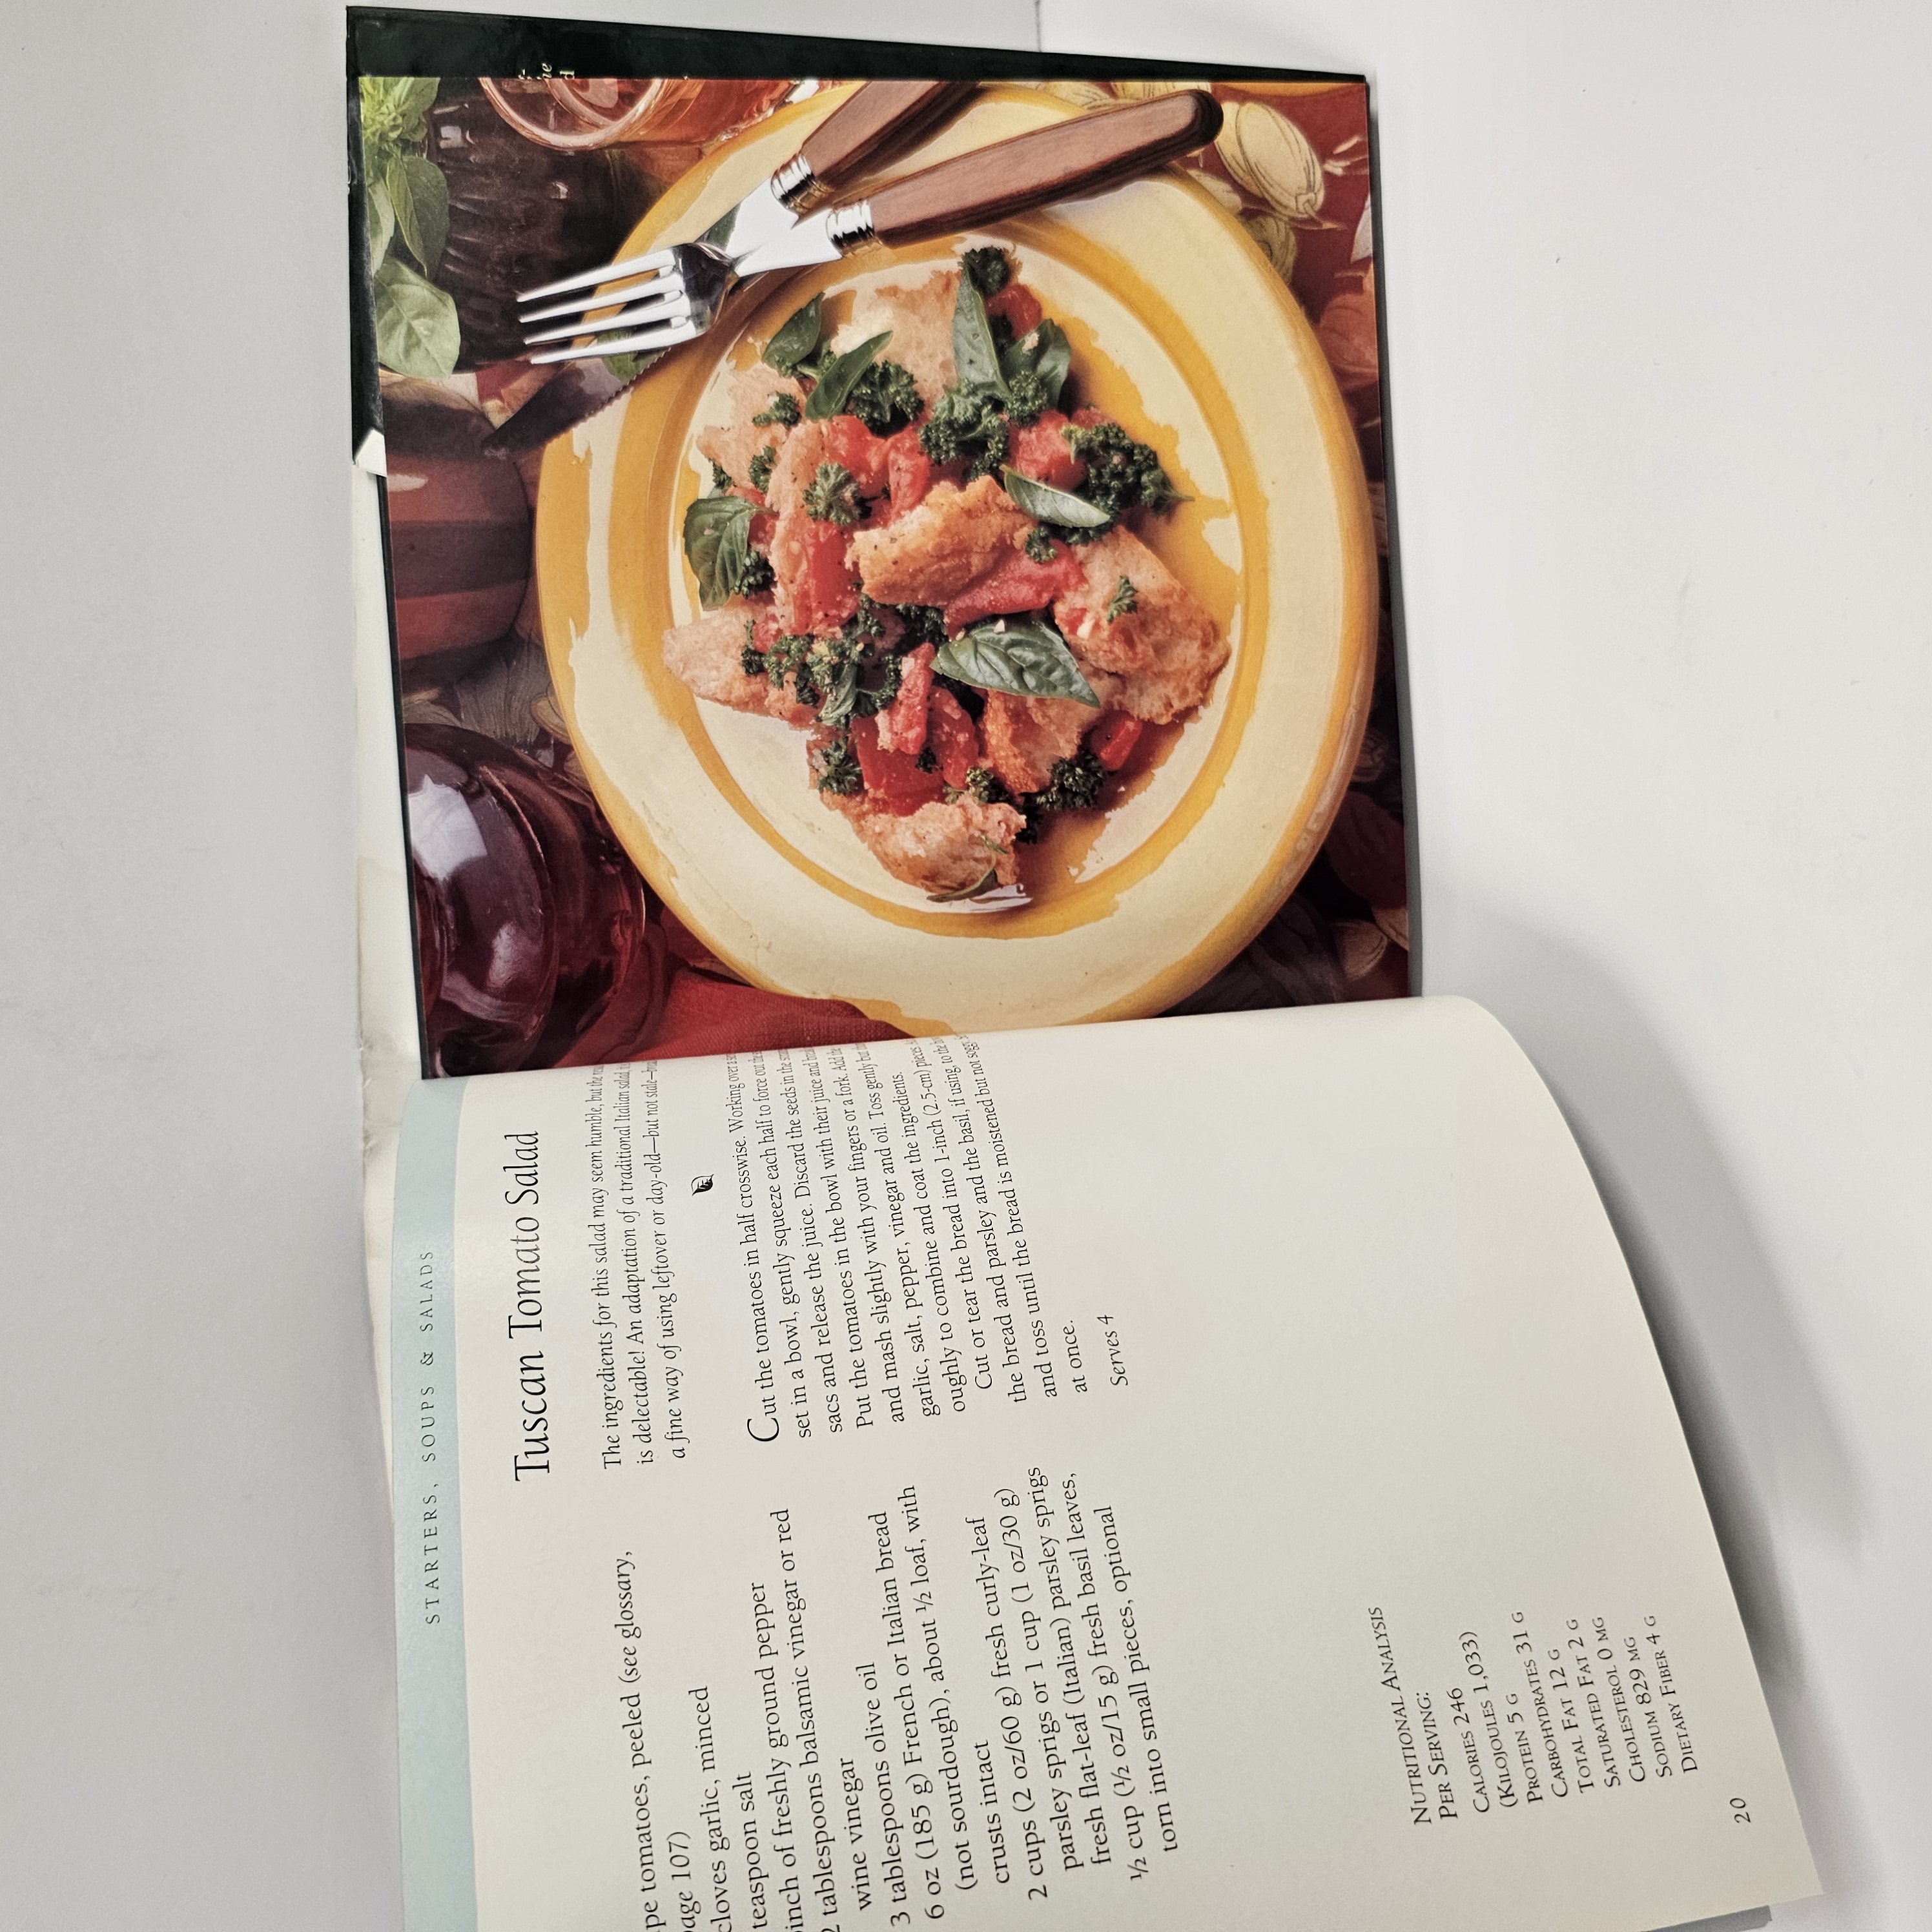 STARTERS, SOUPS & SALADS
Tuscan Tomato Salad
tomatoes, peeled (see glossary,
107)
cloves garlic, minced
teaspoon salt
of freshly ground pepper
2 tablespoons balsamic vinegar or red
wine vinegar
3 tablespoons olive oil
6 oz (185 g) French or Italian bread
(not sourdough), about ½ loaf, with
crusts intact
2 cups (2 oz/60 g) fresh curly-leaf
parsley sprigs or 1 cup (1 oz/30 g)
fresh flat-leaf (Italian) parsley sprigs
½ cup (½ oz/15 g) fresh basil leaves,
torn into small pieces, optional
The ingredients for this salad may seem humble, but the
is delectable! An adaptation of a traditional Italian salad,
a fine way of using leftover or day-old—but not stale—
Cut the tomatoes in half crosswise. Working over a
set in a bowl, gently squeeze each half to force out the
sacs and release the juice. Discard the seeds in the
Put the tomatoes in the bowl with their juice and
and mash slightly with your fingers or a fork. Add the
garlic, salt, pepper, vinegar and oil. Toss gently but
oughly to combine and coat the ingredients.
Cut or tear the bread into 1-inch (2.5-cm) pieces.
the bread and parsley and the basil, if using, to the
and toss until the bread is moistened but not soggy.
at once.
Serves 4
NUTRITIONAL ANALYSIS
PER SERVING:
CALORIES 246
(KILOJOULES 1,033)
PROTEIN 5 G
CARBOHYDRATES 31 G
TOTAL FAT 12 G
SATURATED FAT 2 G
CHOLESTEROL 0 MG
SODIUM 829 MG
DIETARY FIBER 4 G
20